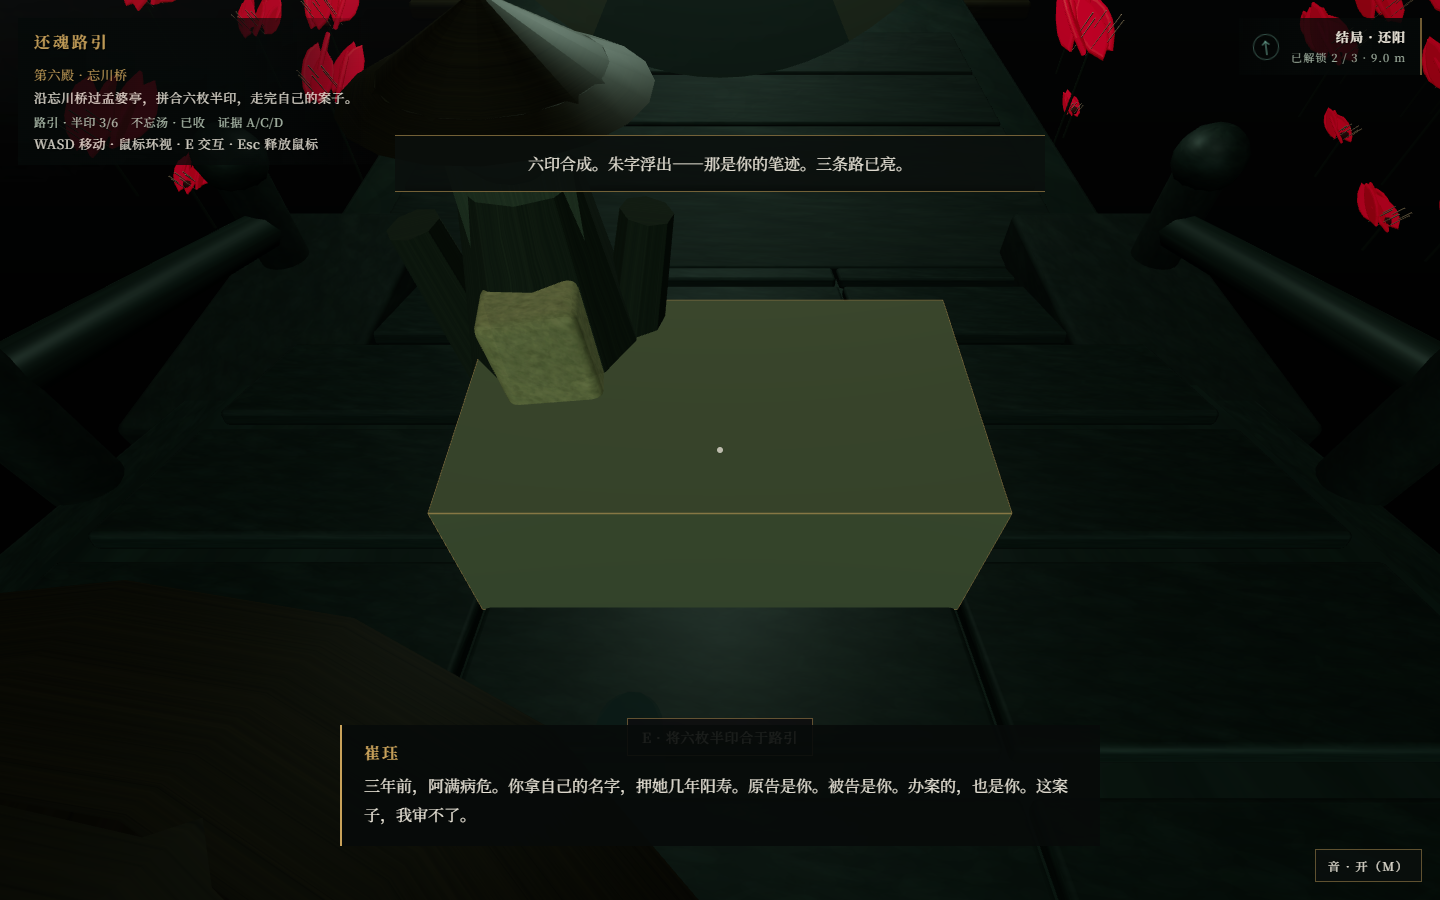 还魂路引
第六殿 · 忘川桥
沿忘川桥过孟婆亭，拼合六枚半印，走完自己的案子。
路引 · 半印 3/6 不忘汤 · 已收 证据 A/C/D
WASD 移动 · 鼠标环视 · E 交互 · Esc 释放鼠标
结局 · 还阳
已解锁 2 / 3 · 9.0 m
六印合成。朱字浮出——那是你的笔迹。三条路已亮。
E · 将六枚半印合于路引
崔珏
三年前，阿满病危。你拿自己的名字，押她几年阳寿。原告是你。被告是你。办案的，也是你。这案
子，我审不了。
音 · 开（M）